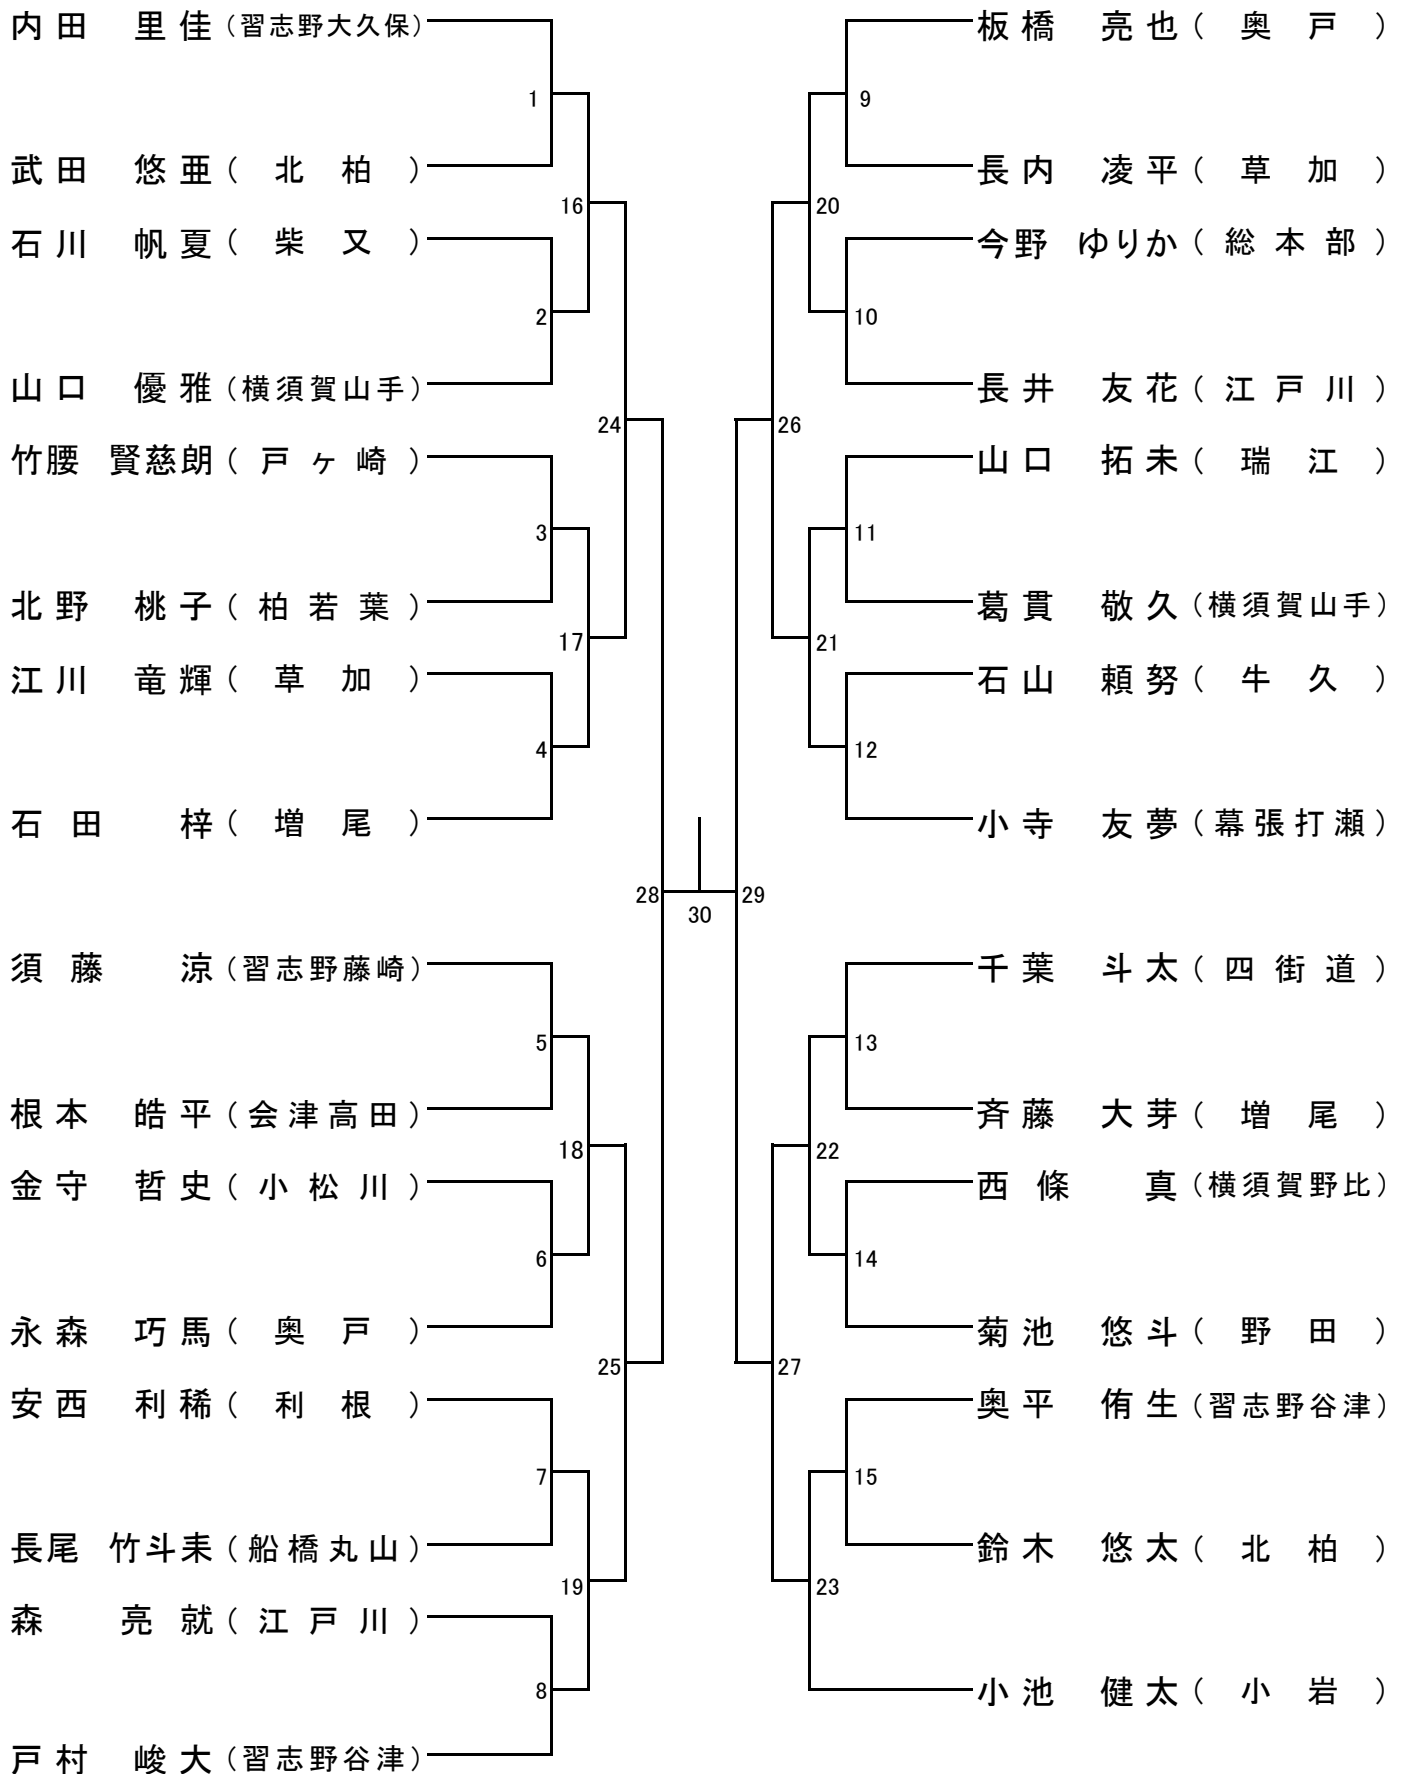 内田 里佳（習志野大久保）
1
武田 悠亜（北柏）
16
石川 帆夏（柴又）
2
山口 優雅（横須賀山手）
24
竹腰 賢慈朗（戸ヶ崎）
3
北野 桃子（柏若葉）
17
江川 竜輝（草加）
4
石田 梓（増尾）
28
須藤 涼（習志野藤崎）
5
根本 皓平（会津高田）
18
金守 哲史（小松川）
6
永森 巧馬（奥戸）
25
安西 利稀（利根）
7
長尾 竹斗耒（船橋丸山）
19
森 亮就（江戸川）
8
戸村 峻大（習志野谷津）
30
板橋 亮也（奥戸）
9
長内 凌平（草加）
20
今野 ゆりか（総本部）
10
長井 友花（江戸川）
26
山口 拓未（瑞江）
11
葛貫 敬久（横須賀山手）
21
石山 頼努（牛久）
12
小寺 友夢（幕張打瀬）
29
千葉 斗太（四街道）
13
斉藤 大芽（増尾）
22
西條 真（横須賀野比）
14
菊池 悠斗（野田）
27
奥平 侑生（習志野谷津）
15
鈴木 悠太（北柏）
23
小池 健太（小岩）